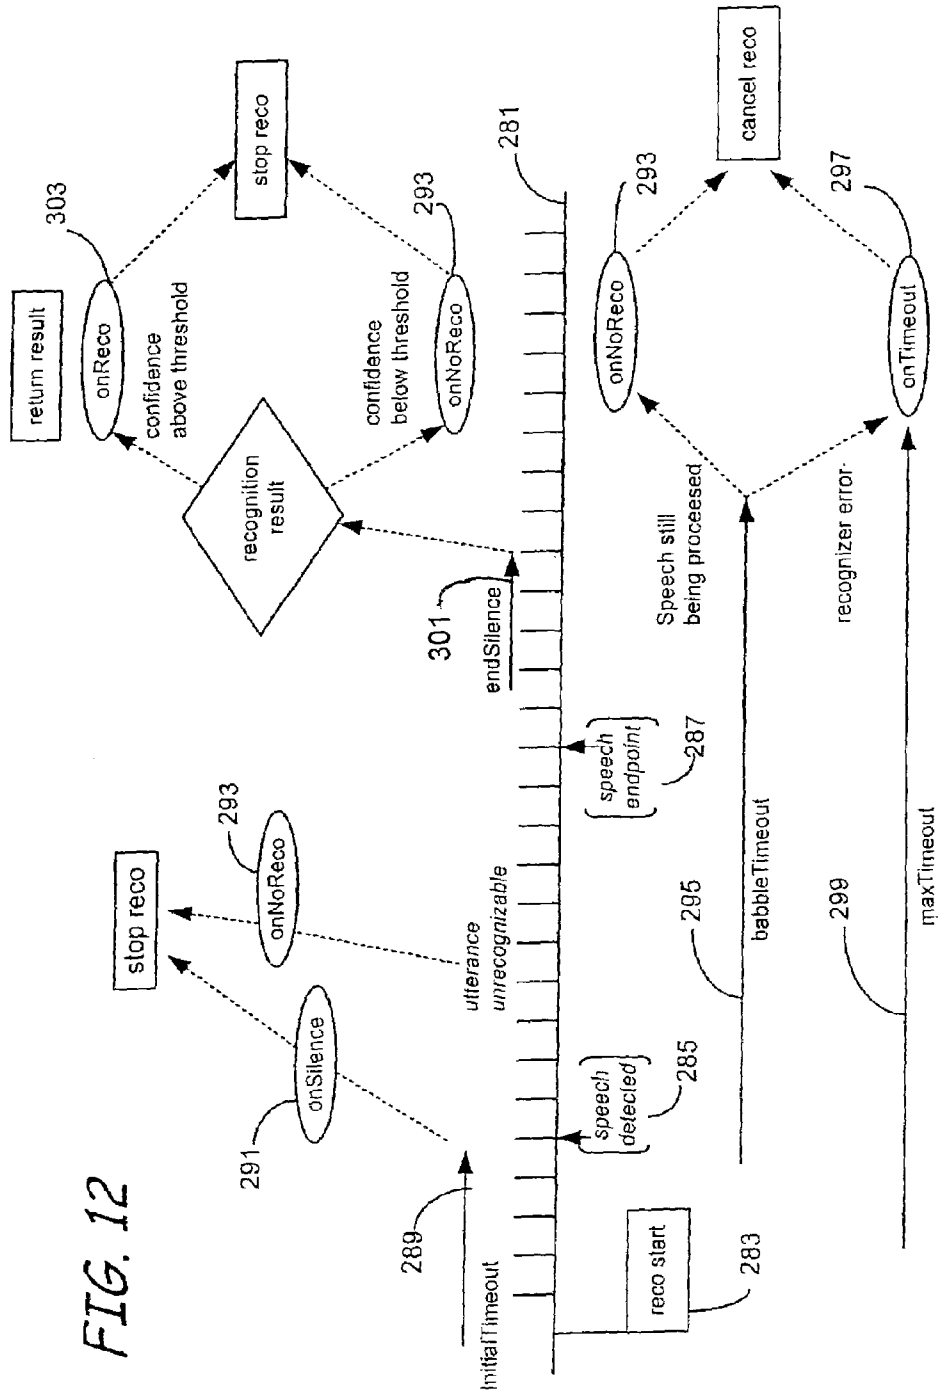 FIG. 12
return result
303
onReco
stop reco
confidence
above threshold
stop reco
recognition
result
293
onNoReco
291
onSilence
confidence
below threshold
293
onNoReco
289
InitialTimeout
utterance
unrecognizable
301
endSilence
281
speech
detected
285
speech
endpoint
287
reco start
283
onNoReco
293
Speech still
being proceesed
cancel reco
295
babbleTimeout
recognizer error
297
onTimeout
299
maxTimeout